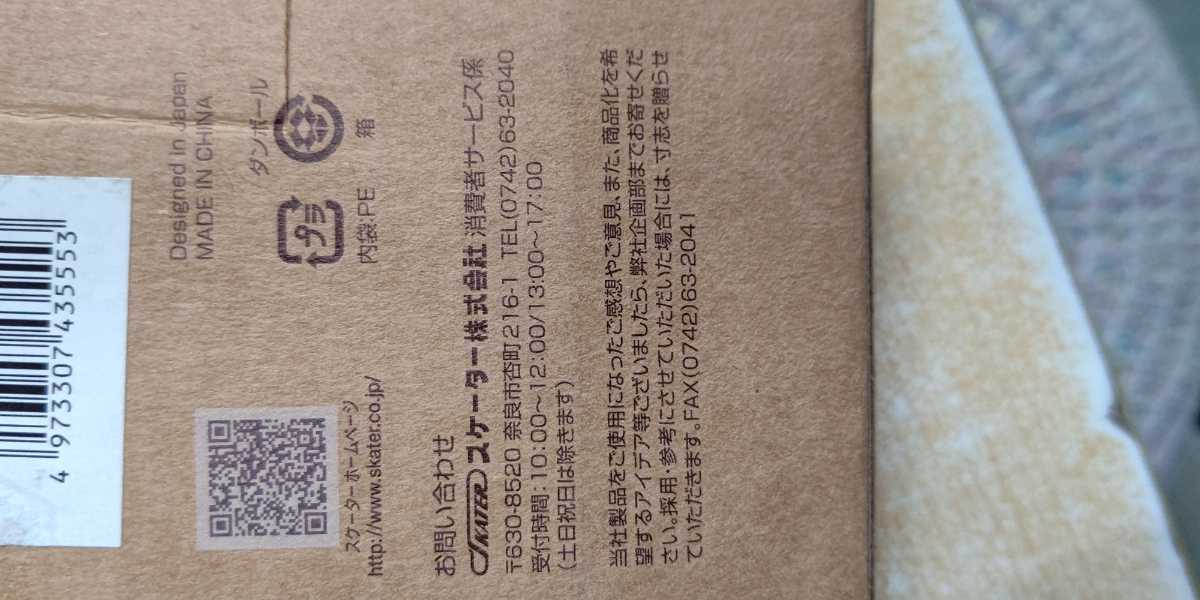 Designed in Japan
MADE IN CHINA
4 973307 435553
ダンボール
プラ
内袋:PE
箱
スケーターホームページ
http://www.skater.co.jp/
お問い合わせ
SKATER スケーター株式会社 消費者サービス係
〒630-8520 奈良市杏町216-1 TEL(0742)63-2040
受付時間:10:00~12:00/13:00~17:00
(土日祝日は除きます)
当社製品をご使用になったご感想やご意見、また、商品化を希
望するアイデア等ございましたら、弊社企画部までお寄せくだ
さい。採用・参考にさせていただいた場合には、寸志を贈らせ
ていただきます。FAX(0742)63-2041